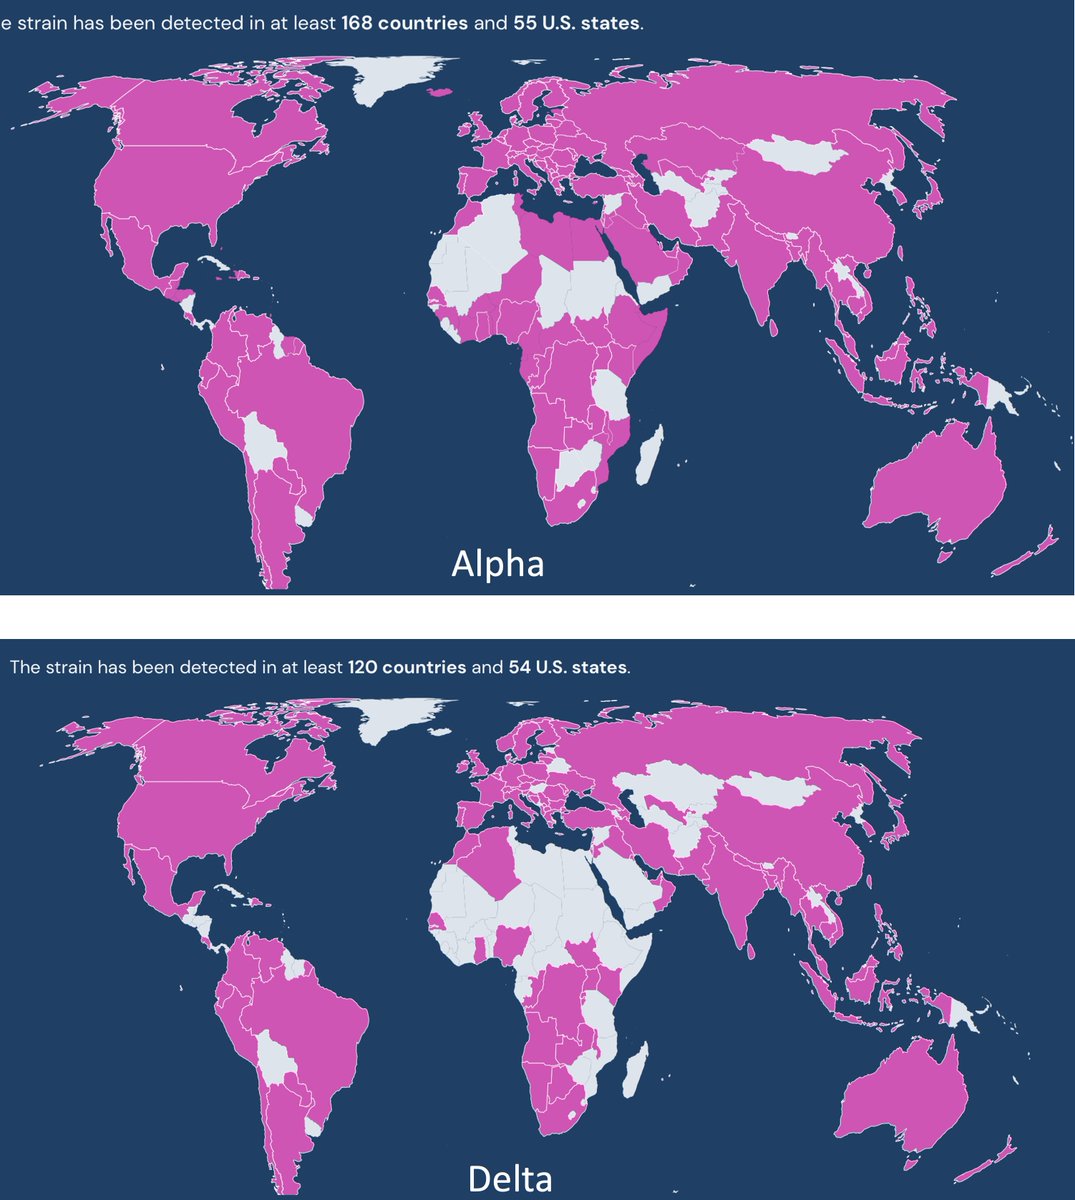 e strain has been detected in at least 168 countries and 55 U.S. states.
Alpha
The strain has been detected in at least 120 countries and 54 U.S. states.
Delta